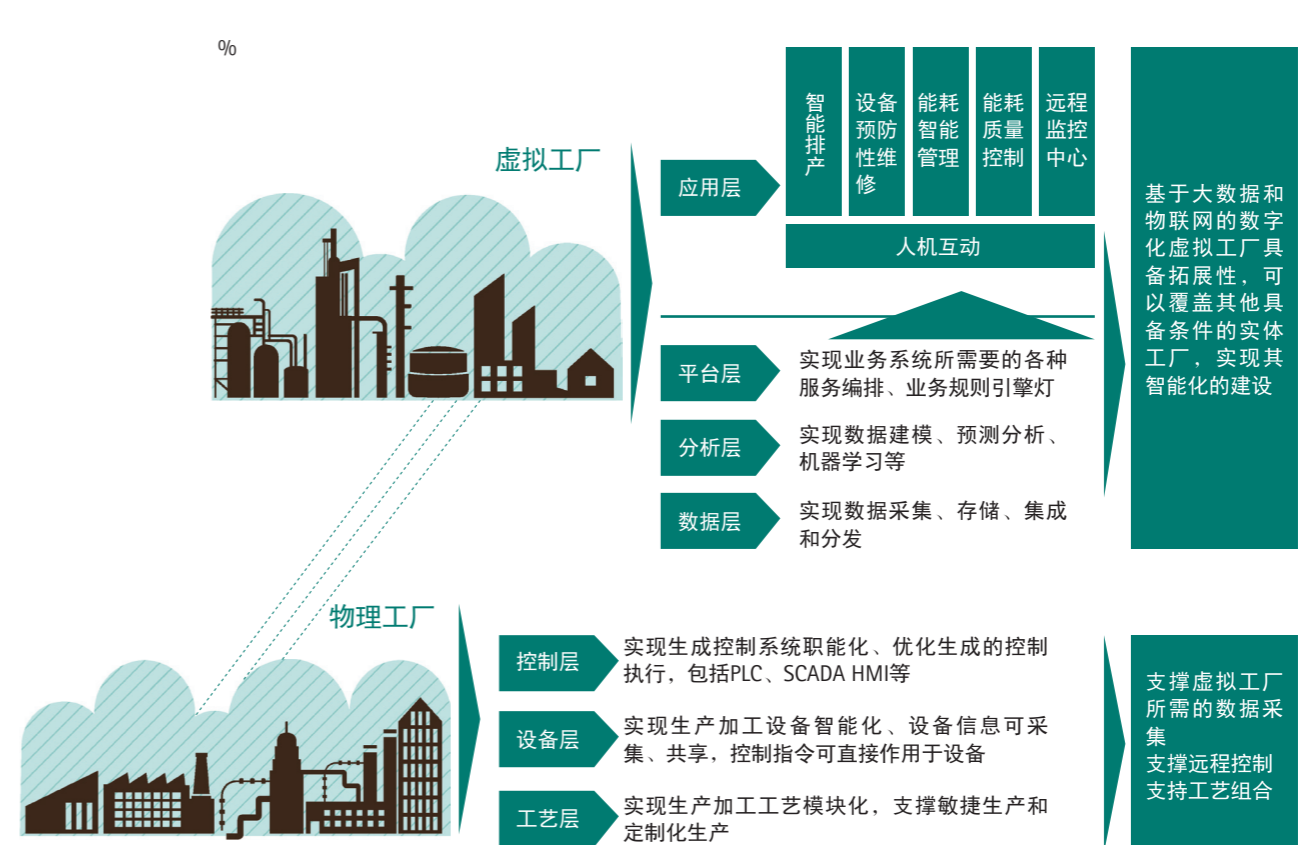 %
虚拟工厂
应用层
智能排产
设备
预防
性维
修
能耗
智能
管理
能耗
质量
控制
远程
监控
中心
人机互动
平台层
实现业务系统所需要的各种
服务编排、业务规则引擎灯
分析层
实现数据建模、预测分析、
机器学习等
数据层
实现数据采集、存储、集成
和分发
基于大数据和
物联网的数字
化虚拟工厂具
备拓展性，可
以覆盖其他具
备条件的实体
工厂，实现其
智能化的建设
物理工厂
控制层
实现生成控制系统职能化、优化生成的控制
执行，包括PLC、SCADA HMI等
设备层
实现生产加工设备智能化、设备信息可采
集、共享，控制指令可直接作用于设备
工艺层
实现生产加工工艺模块化，支撑敏捷生产和
定制化生产
支撑虚拟工厂
所需的数据采
集
支撑远程控制
支持工艺组合